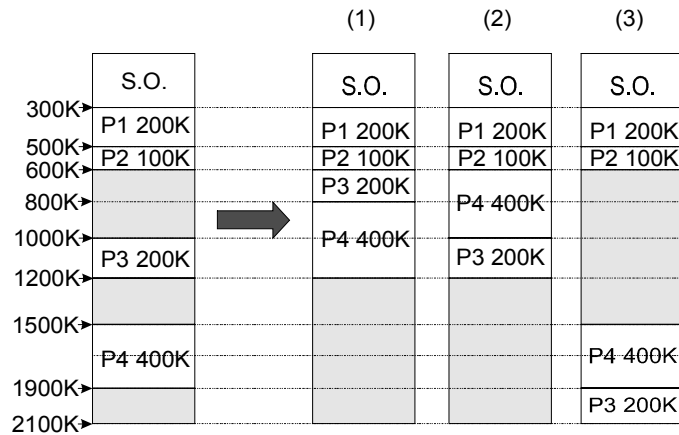 (1) (2) (3)
S.O. S.O. S.O. S.O.
300K
P1 200K P1 200K P1 200K P1 200K
500K
P2 100K P2 100K P2 100K P2 100K
600K
P3 200K
800K
P4 400K
P4 400K
1000K
P3 200K P3 200K
1200K
1500K
P4 400K P4 400K
1900K
P3 200K
2100K